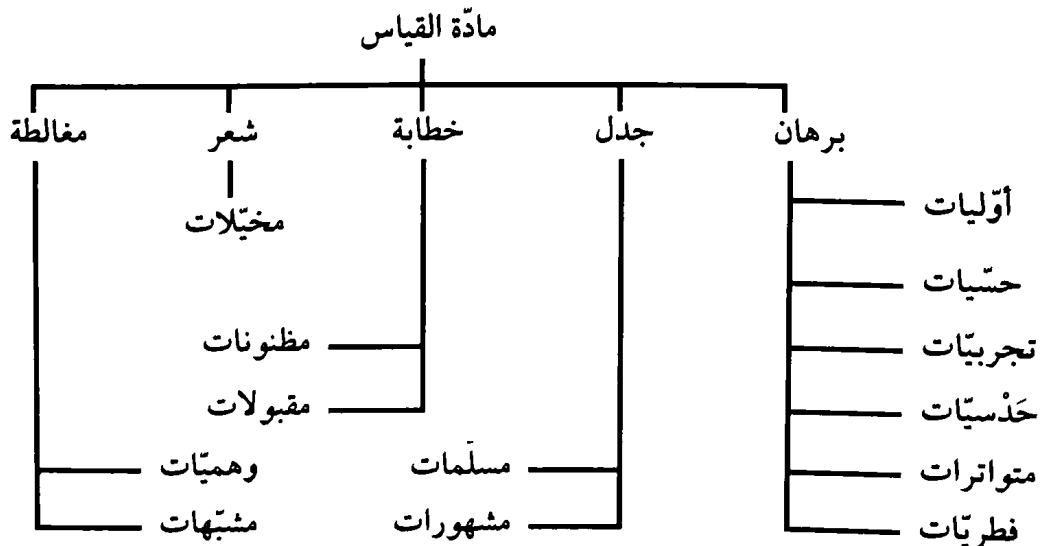 مادّة القياس
برهان
جدل
خطابة
شعر
مغالطة
أوّليات
حسّيات
تجربيّات
حَدْسيّات
متواترات
فطريّات
مسلّمات
مشهورات
مظنونات
مقبولات
مخيّلات
وهميّات
مشبّهات